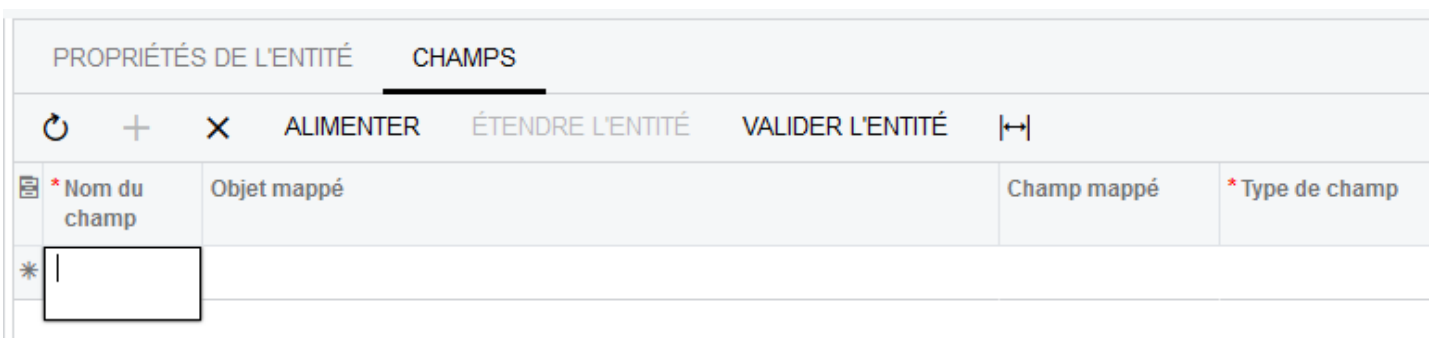 PROPRIÉTÉS DE L'ENTITÉ CHAMPS
ALIMENTER ÉTENDRE L'ENTITÉ VALIDER L'ENTITÉ
* Nom du champ Objet mappé Champ mappé * Type de champ